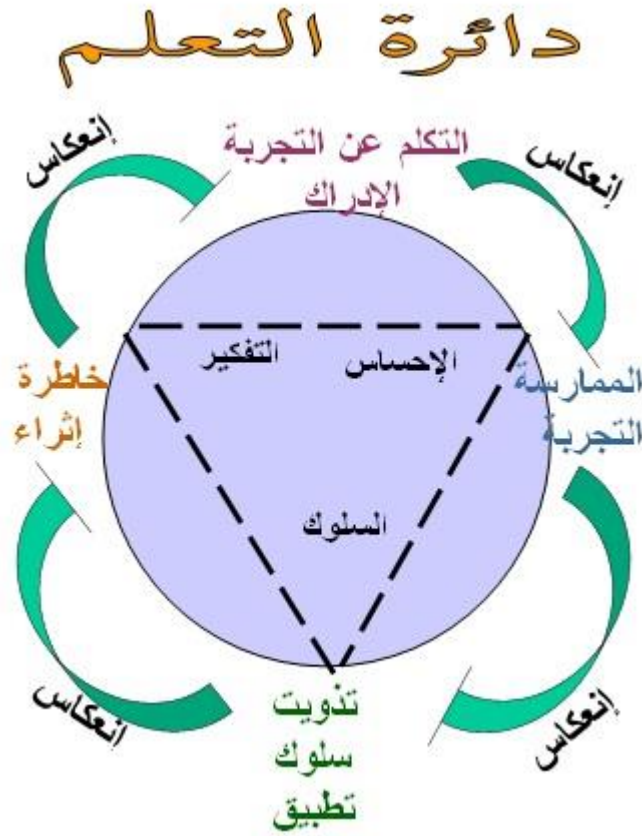 دائرة التعلم
التكلم عن التجربة
الإدراك
إنعكاس
إنعكاس
التفكير
الإحساس
الممارسة
التجربة
خاطرة
إثراء
السلوك
إنعكاس
إنعكاس
تذويت
سلوك
تطبيق